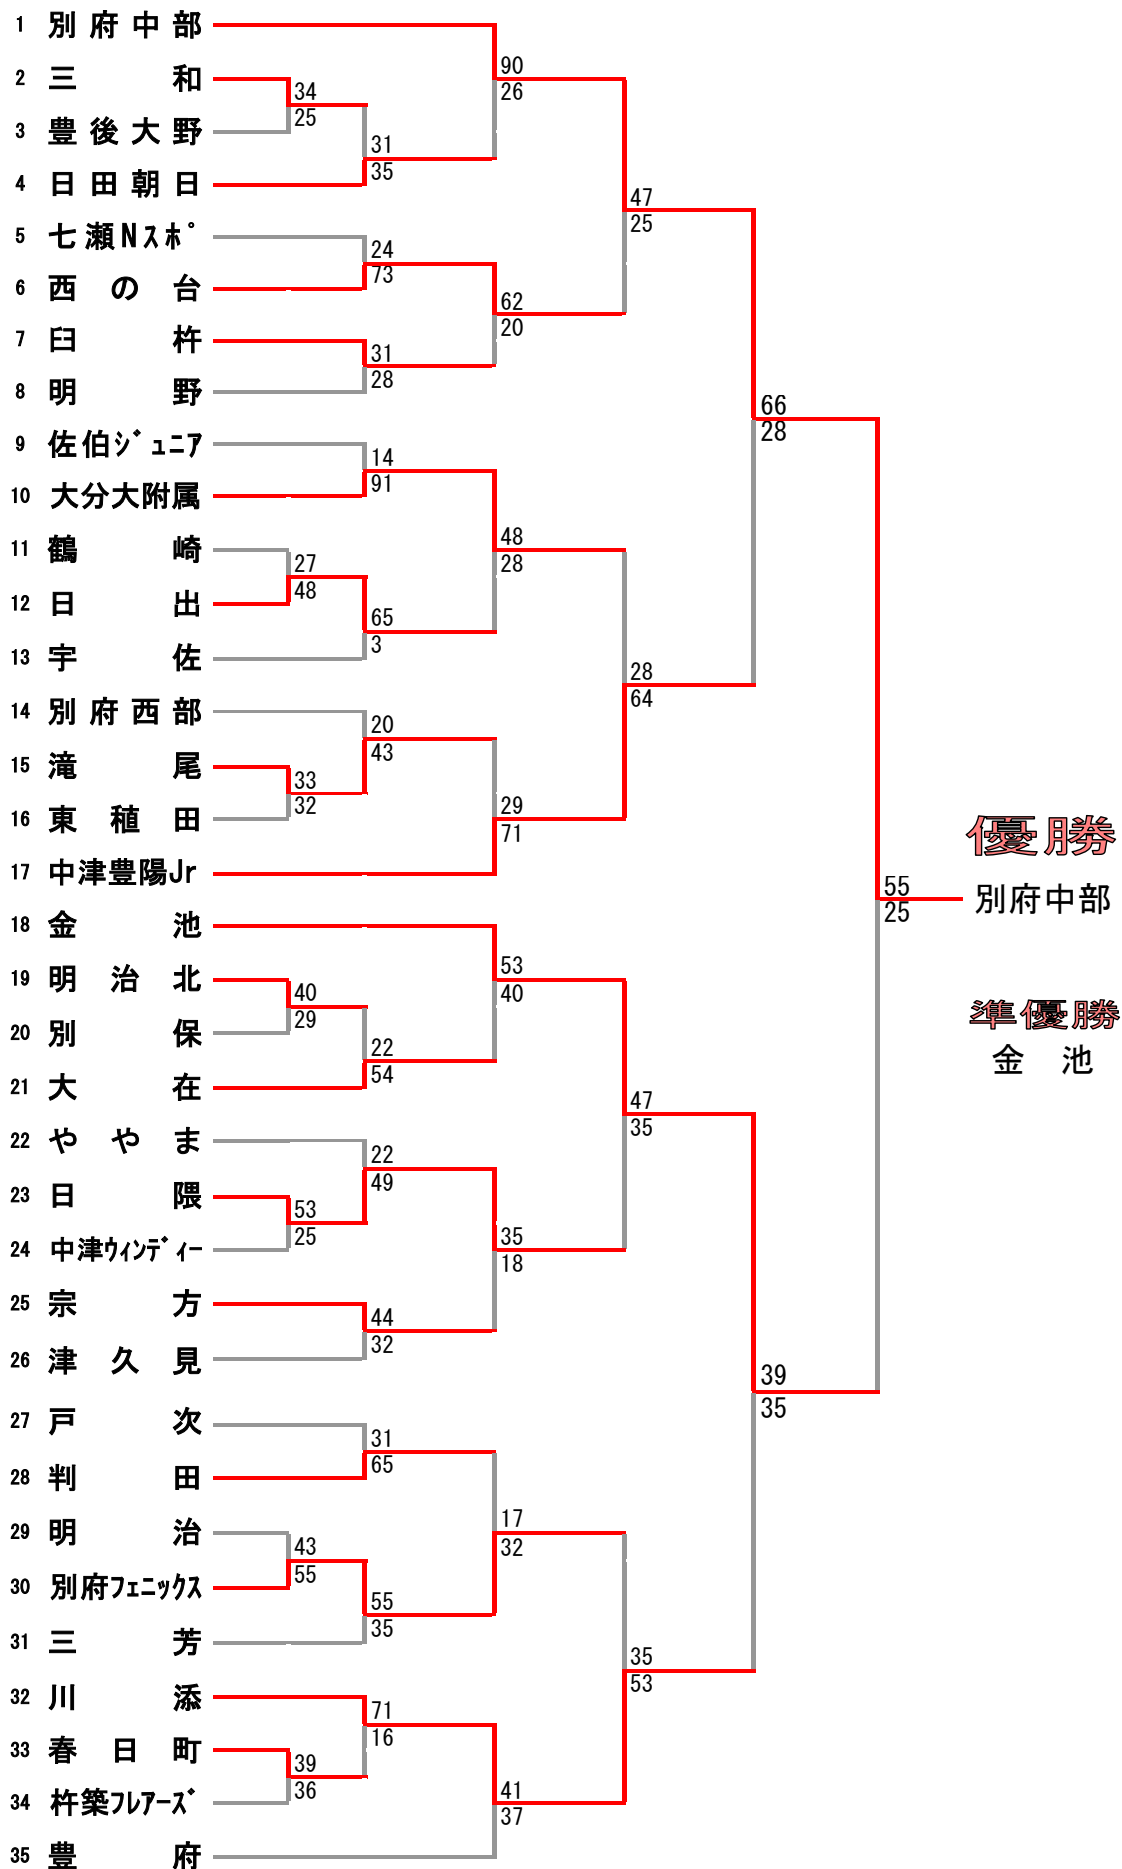 1 別府中部
90
2 三 和
34
26
25
3 豊後大野
31
35
4 日田朝日
47
25
5 七瀬Nスポ
24
73
6 西の台
62
20
7 臼 杵
31
28
8 明 野
66
28
9 佐伯ジュニア
14
91
10 大分大附属
48
28
11 鶴 崎
27
48
12 日 出
65
3
13 宇 佐
28
64
14 別府西部
20
43
15 滝 尾
33
32
16 東稙田
29
71
17 中津豊陽Jr
優勝
別府中部
55
25
18 金 池
53
40
19 明治北
40
29
20 別 保
22
54
21 大 在
準優勝
金 池
47
35
22 ややま
22
49
23 日 隈
53
25
24 中津ウィンディー
35
18
25 宗 方
44
32
26 津久見
39
35
27 戸 次
31
65
28 判 田
17
32
29 明 治
43
55
30 別府フェニックス
55
35
31 三 芳
35
53
32 川 添
71
16
33 春日町
39
36
34 杵築フレアーズ
41
37
35 豊 府